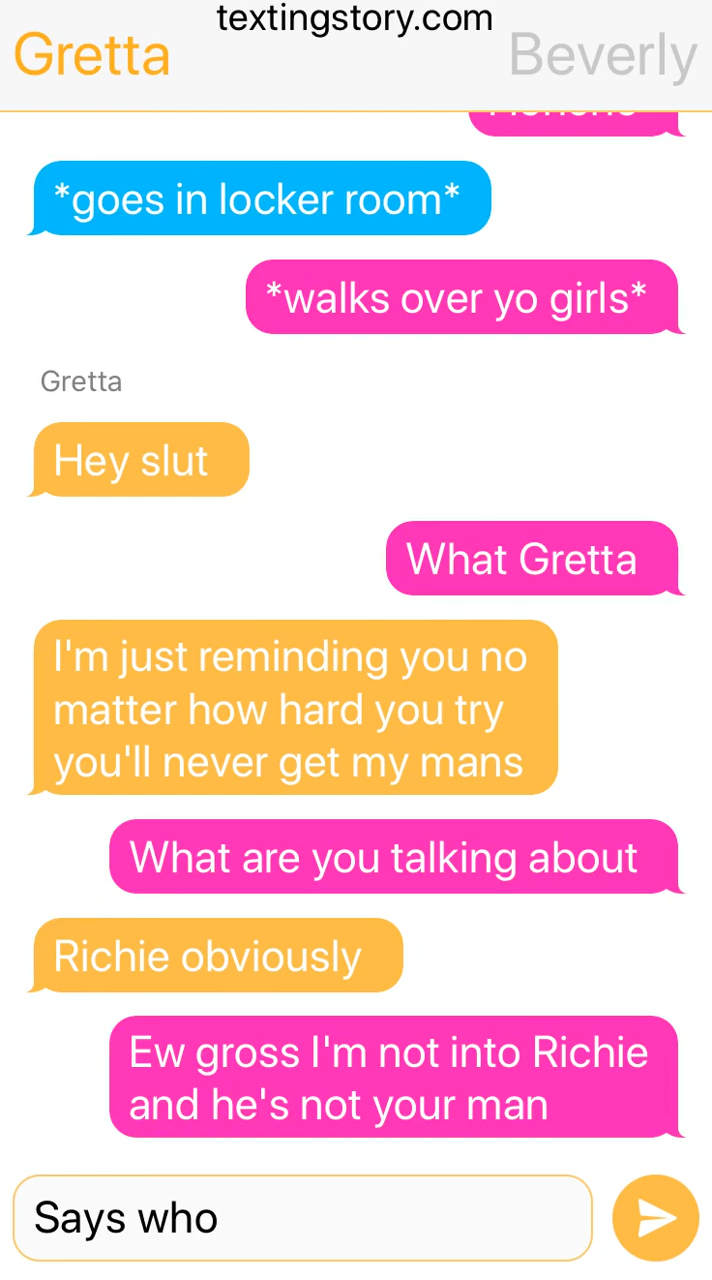 textingstory.com
Gretta
Beverly
*goes in locker room*
*walks over yo girls*
Gretta
Hey slut
What Gretta
I'm just reminding you no
matter how hard you try
you'll never get my mans
What are you talking about
Richie obviously
Ew gross I'm not into Richie
and he's not your man
Says who